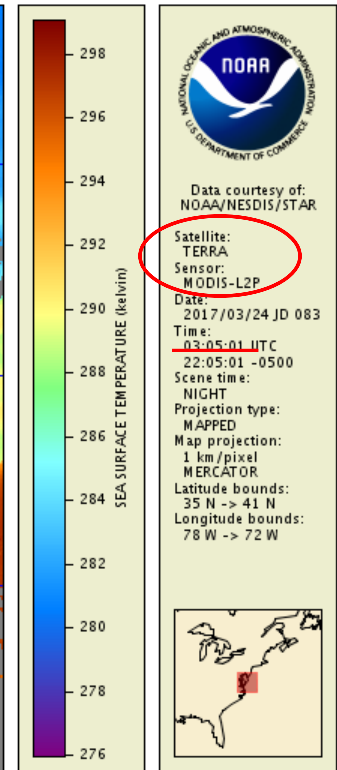 298
296
294
292
290
288
286
284
282
280
278
276
SEA SURFACE TEMPERATURE (kelvin)
NATIONAL OCEANIC AND ATMOSPHERIC ADMINISTRATION
NOAA
U.S. DEPARTMENT OF COMMERCE
Data courtesy of:
NOAA/NESDIS/STAR
Satellite:
TERRA
Sensor:
MODIS-L2P
Date:
2017/03/24 JD 083
Time:
03:05:01 UTC
22:05:01 -0500
Scene time:
NIGHT
Projection type:
MAPPED
Map projection:
1 km/pixel
MERCATOR
Latitude bounds:
35 N -> 41 N
Longitude bounds:
78 W -> 72 W